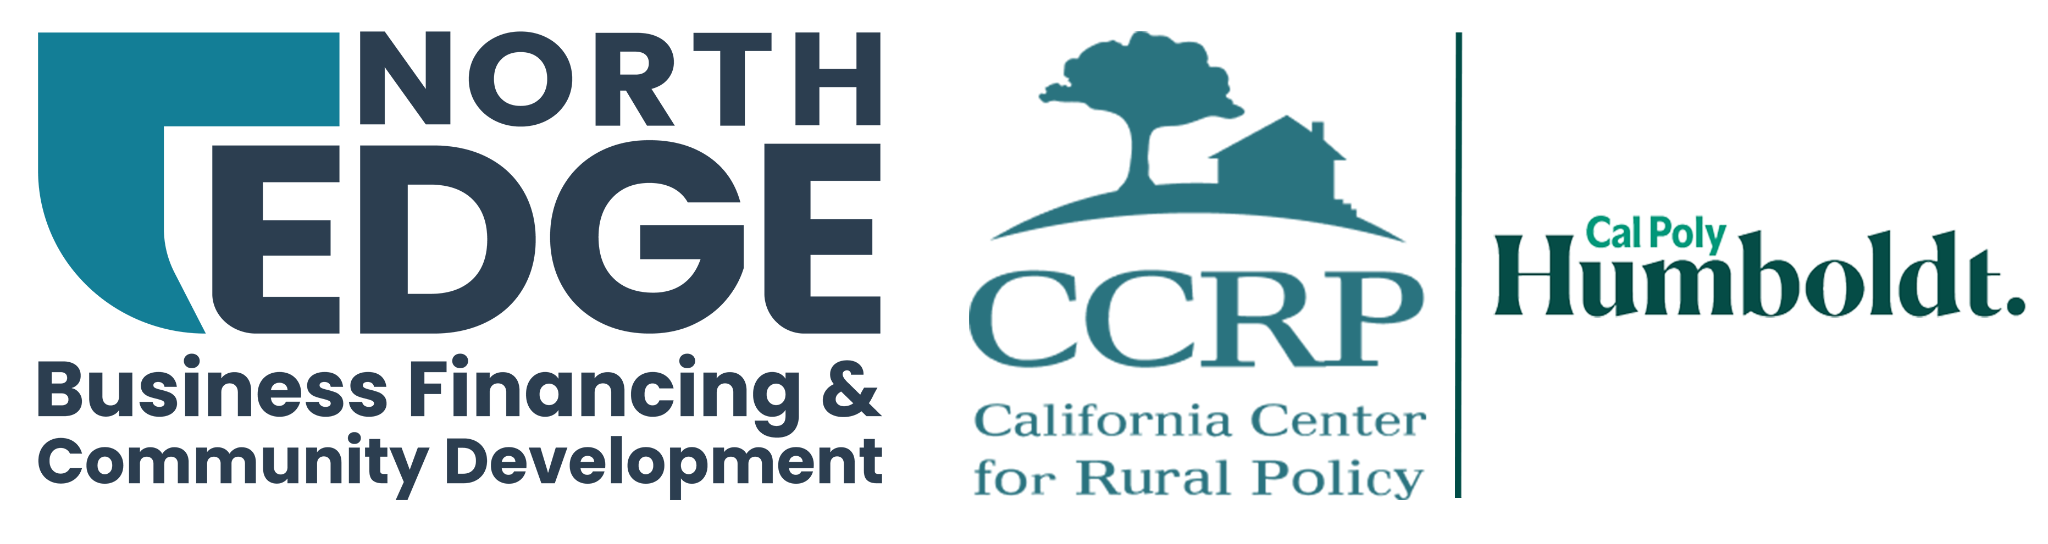 NORTH
EDGE
Business Financing &
Community Development
CCRP
California Center
for Rural Policy
Cal Poly
Humboldt.